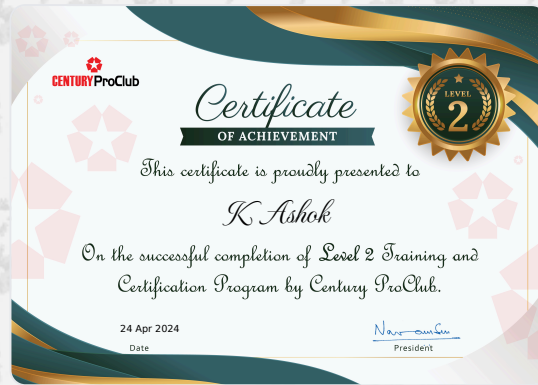 CENTURY ProClub
LEVEL
2
Certificate
OF ACHIEVEMENT
This certificate is proudly presented to
K Ashok
On the successful completion of Level 2 Training and
Certification Program by Century ProClub.
24 Apr 2024
Date
President